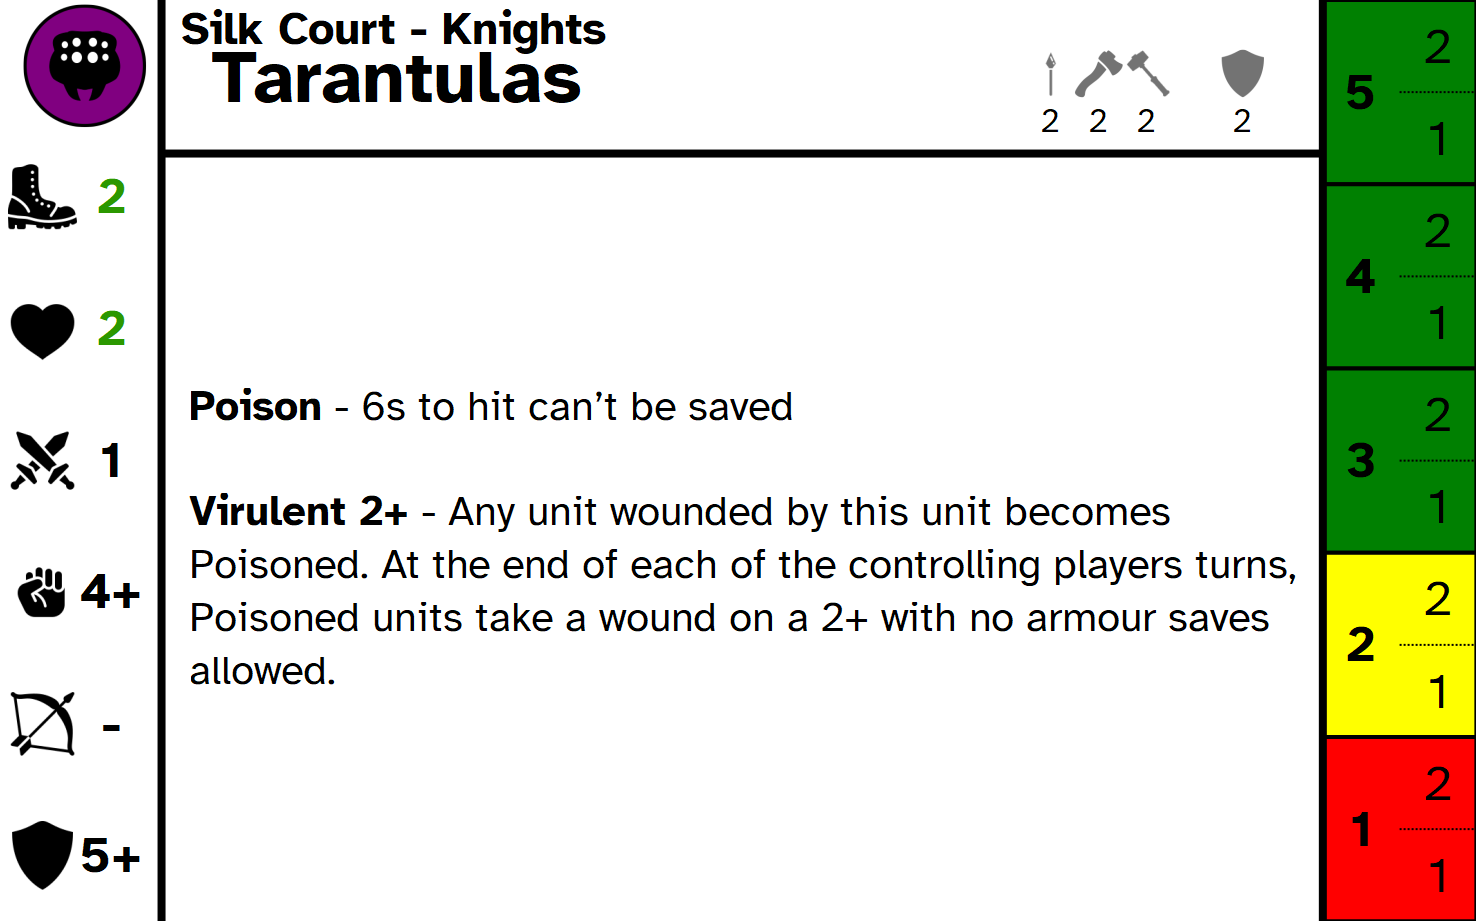 Silk Court - Knights
Tarantulas
2 2 2 2
2
2
1
4+
-
5+
Poison - 6s to hit can’t be saved
Virulent 2+ - Any unit wounded by this unit becomes
Poisoned. At the end of each of the controlling players turns,
Poisoned units take a wound on a 2+ with no armour saves
allowed.
5
2
1
4
2
1
3
2
1
2
2
1
1
2
1